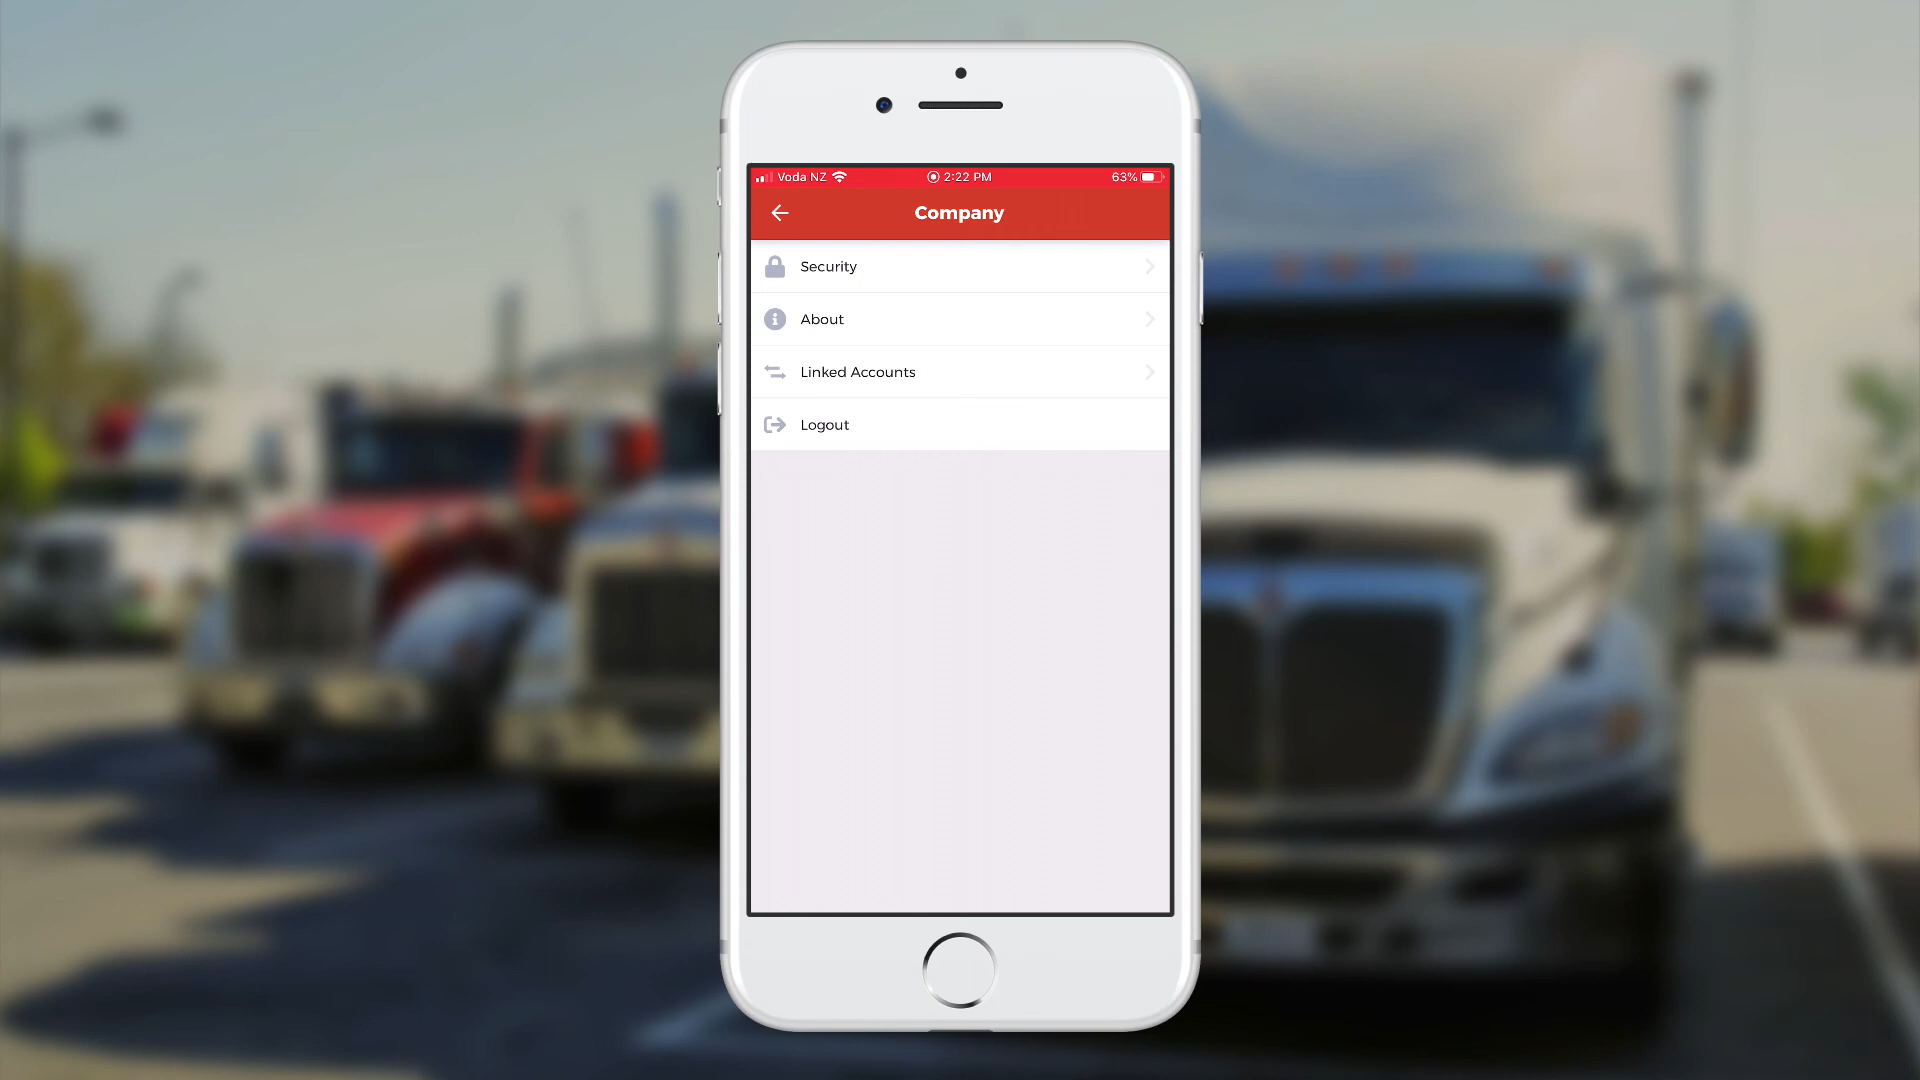 Voda NZ 2:22 PM 63%
Company
Security
About
Linked Accounts
Logout